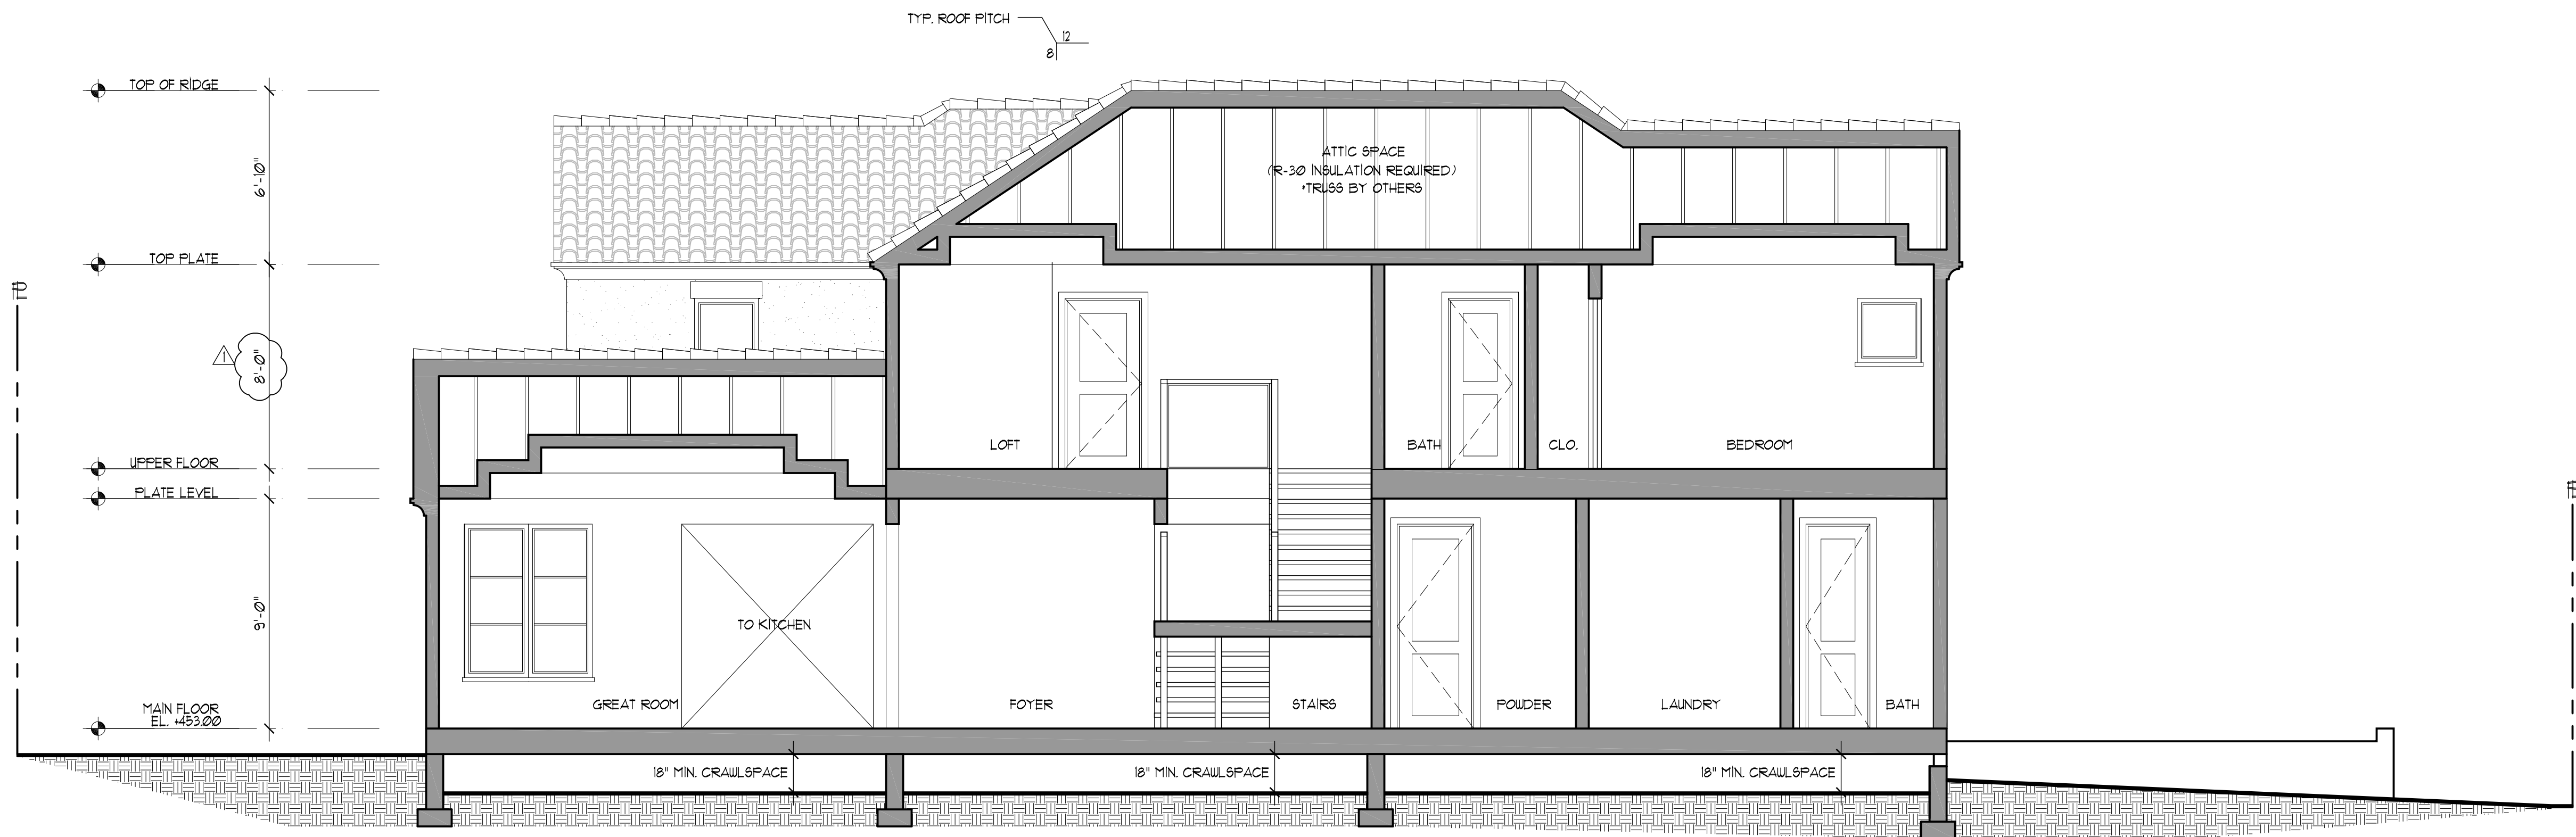 TYP. ROOF PITCH
12
8
TOP OF RIDGE
6'-10"
ATTIC SPACE
(R-30 INSULATION REQUIRED)
*TRUSS BY OTHERS
TOP PLATE
1
8'-0"
LOFT
BATH
CLO.
BEDROOM
UPPER FLOOR
PLATE LEVEL
9'-0"
TO KITCHEN
GREAT ROOM
FOYER
STAIRS
POWDER
LAUNDRY
BATH
MAIN FLOOR
EL. +453.00
18" MIN. CRAWLSPACE
18" MIN. CRAWLSPACE
18" MIN. CRAWLSPACE